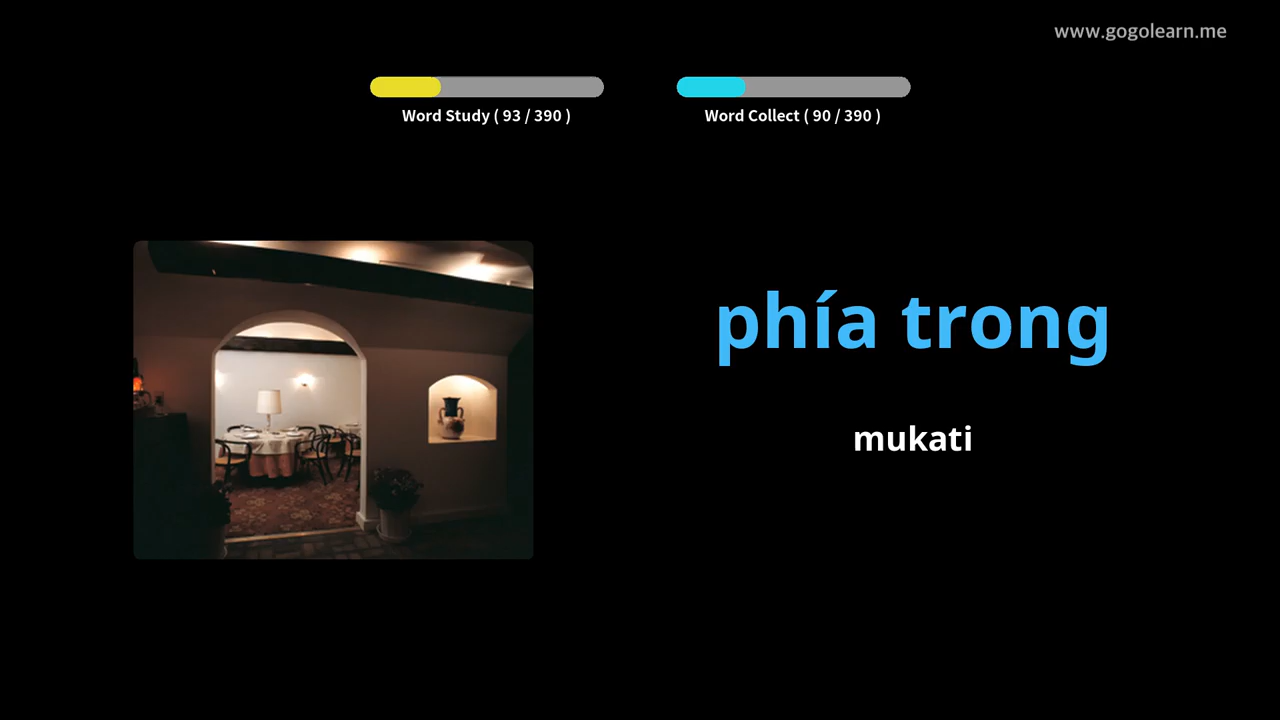 www.gogolearn.me
Word Study ( 93 / 390 )
Word Collect ( 90 / 390 )
phía trong
mukati